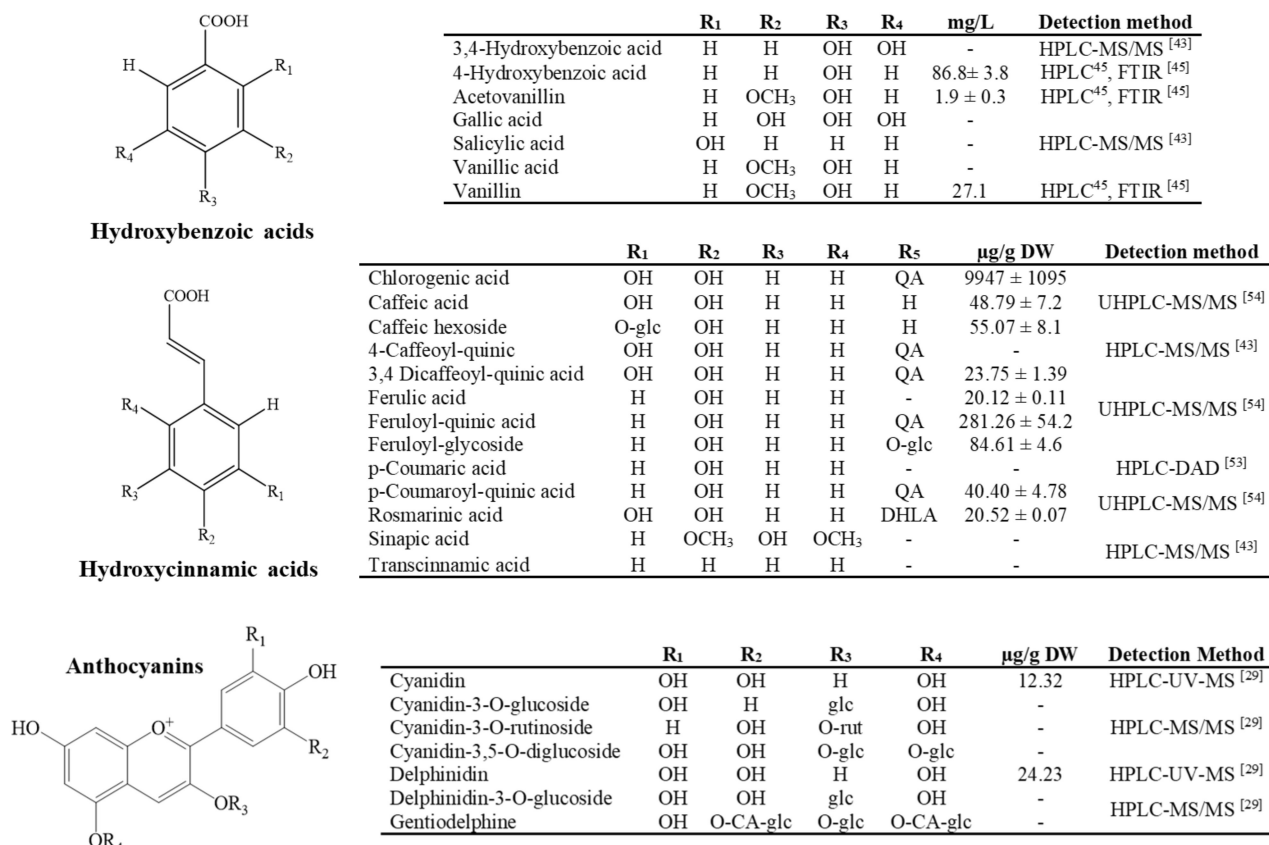 COOH
H
R₁
R₄
R₂
R₃
Hydroxybenzoic acids
R₁ R₂ R₃ R₄ mg/L Detection method
3,4-Hydroxybenzoic acid H H OH OH - HPLC-MS/MS [43]
4-Hydroxybenzoic acid H H OH H 86.8± 3.8 HPLC⁴⁵, FTIR [45]
Acetovanillin H OCH₃ OH H 1.9 ± 0.3 HPLC⁴⁵, FTIR [45]
Gallic acid H OH OH OH -
Salicylic acid OH H H H - HPLC-MS/MS [43]
Vanillic acid H OCH₃ OH H -
Vanillin H OCH₃ OH H 27.1 HPLC⁴⁵, FTIR [45]
COOH
R₄
H
R₃
R₁
R₂
Hydroxycinnamic acids
R₁ R₂ R₃ R₄ R₅ µg/g DW Detection method
Chlorogenic acid OH OH H H QA 9947 ± 1095
Caffeic acid OH OH H H H 48.79 ± 7.2 UHPLC-MS/MS [54]
Caffeic hexoside O-glc OH H H H 55.07 ± 8.1
4-Caffeoyl-quinic OH OH H H QA - HPLC-MS/MS [43]
3,4 Dicaffeoyl-quinic acid OH OH H H QA 23.75 ± 1.39
Ferulic acid H OH H H - 20.12 ± 0.11
UHPLC-MS/MS [54]
Feruloyl-quinic acid H OH H H QA 281.26 ± 54.2
Feruloyl-glycoside H OH H H O-glc 84.61 ± 4.6
p-Coumaric acid H OH H H - - HPLC-DAD [53]
p-Coumaroyl-quinic acid H OH H H QA 40.40 ± 4.78
UHPLC-MS/MS [54]
Rosmarinic acid OH OH H H DHLA 20.52 ± 0.07
Sinapic acid H OCH₃ OH OCH₃ - -
HPLC-MS/MS [43]
Transcinnamic acid H H H H - -
Anthocyanins
R₁
OH
HO
O⁺
R₂
OR₃
OR₄
R₁ R₂ R₃ R₄ µg/g DW Detection Method
Cyanidin OH OH H OH 12.32 HPLC-UV-MS [29]
Cyanidin-3-O-glucoside OH H glc OH -
Cyanidin-3-O-rutinoside H OH O-rut OH - HPLC-MS/MS [29]
Cyanidin-3,5-O-diglucoside OH OH O-glc O-glc -
Delphinidin OH OH H OH 24.23 HPLC-UV-MS [29]
Delphinidin-3-O-glucoside OH OH glc OH -
HPLC-MS/MS [29]
Gentiodelphine OH O-CA-glc O-glc O-CA-glc -